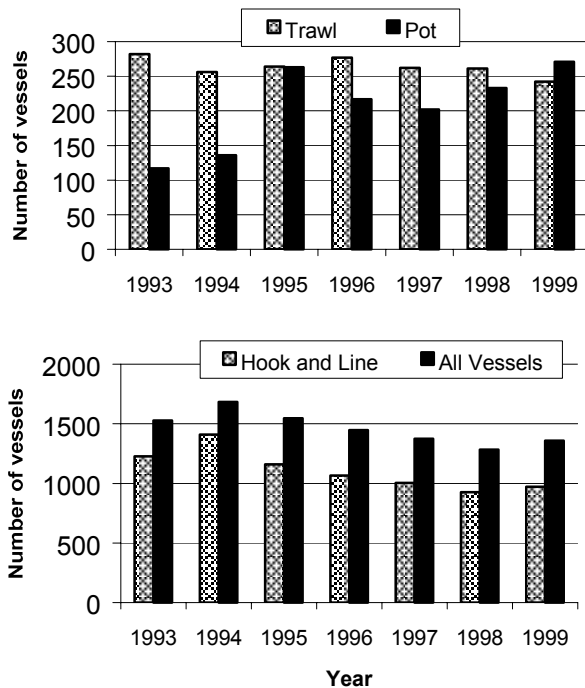 Trawl Pot
Number of vessels
300
250
200
150
100
50
0
1993 1994 1995 1996 1997 1998 1999
Hook and Line All Vessels
Number of vessels
2000
1500
1000
500
0
1993 1994 1995 1996 1997 1998 1999
Year